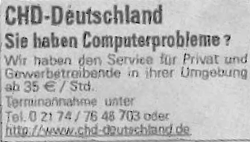 CHD-Deutschland
Sie haben Computerprobleme?
Wir haben den Service für Privat und
Gewerbetreibende in ihrer Umgebung
ab 35 € / Std.
Terminannahme unter
Tel. 0 21 74 / 76 48 703 oder
http://www.chd-deutschland.de